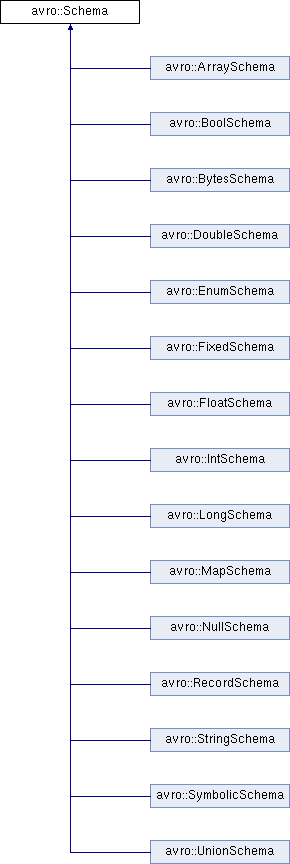 avro::Schema
avro::ArraySchema
avro::BoolSchema
avro::BytesSchema
avro::DoubleSchema
avro::EnumSchema
avro::FixedSchema
avro::FloatSchema
avro::IntSchema
avro::LongSchema
avro::MapSchema
avro::NullSchema
avro::RecordSchema
avro::StringSchema
avro::SymbolicSchema
avro::UnionSchema